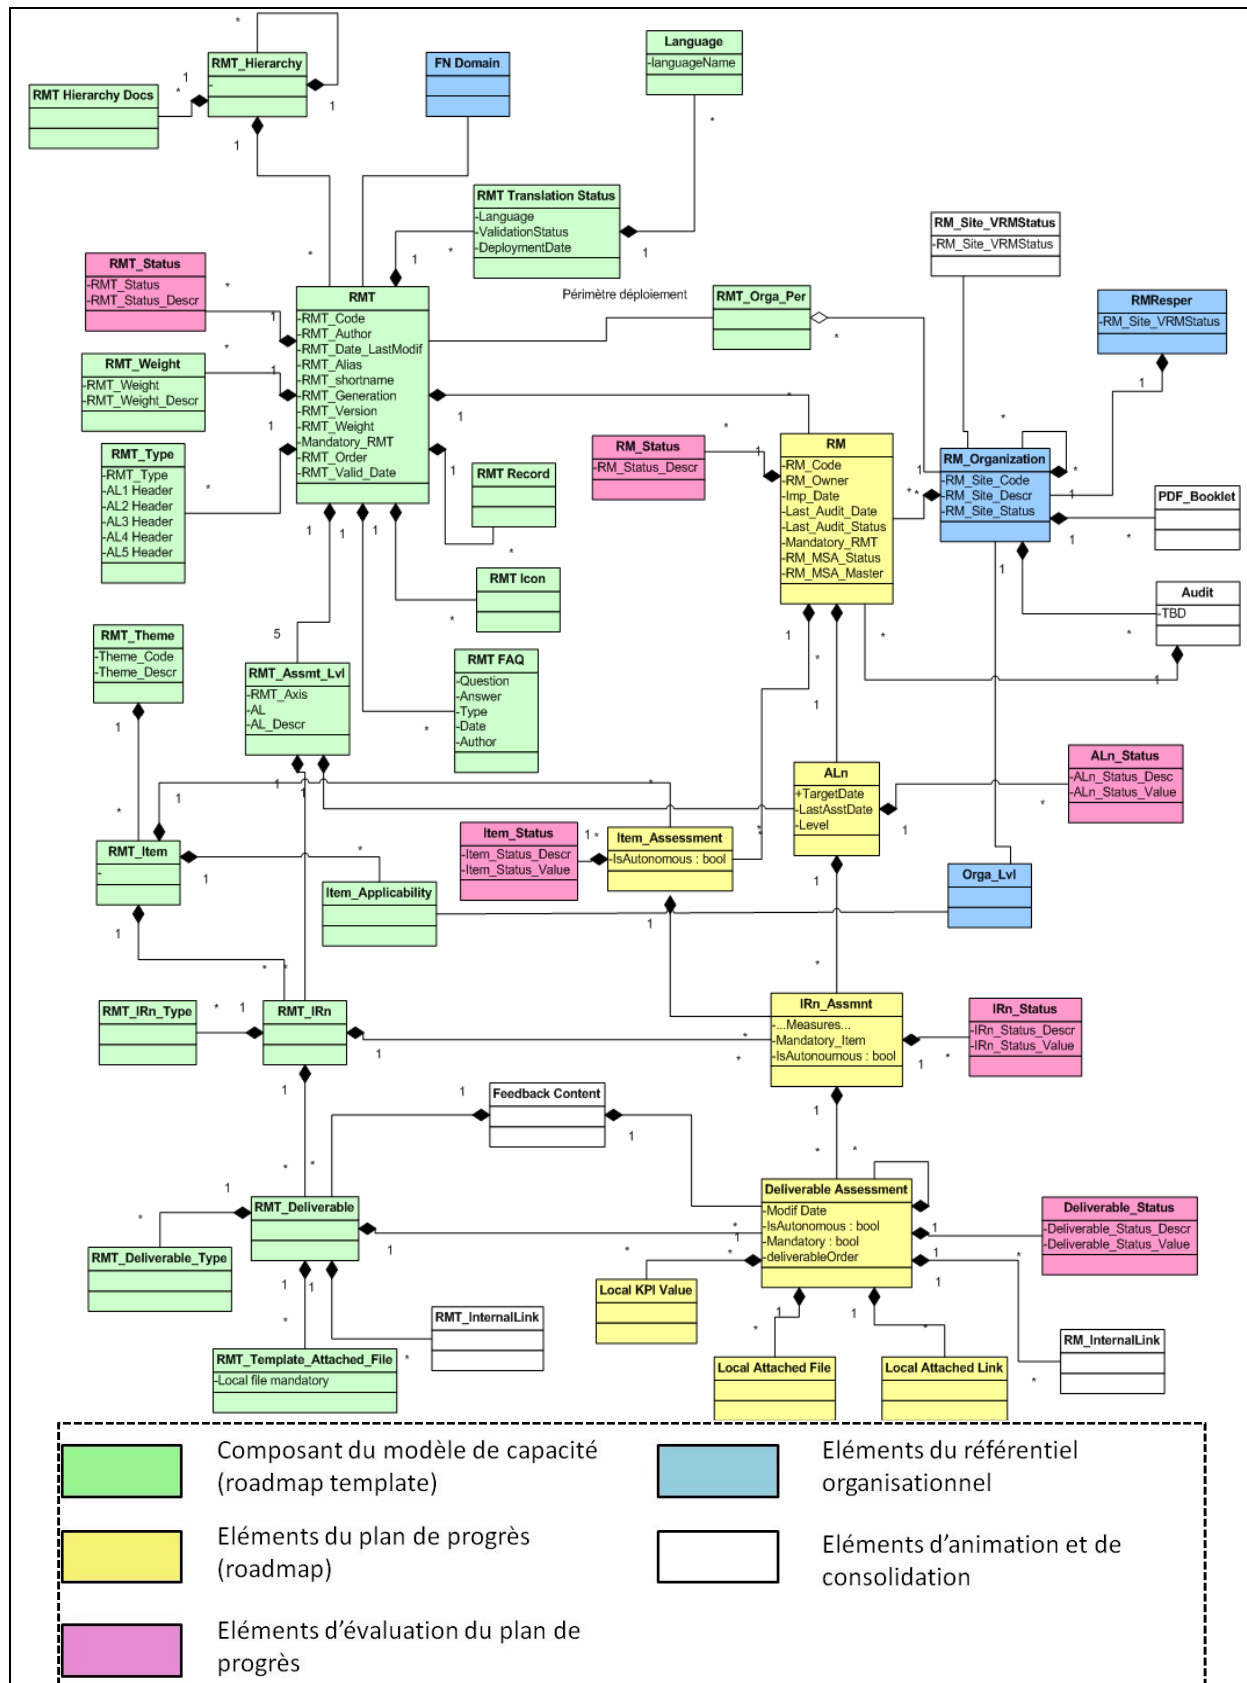 RMT_Hierarchy
-
RMT Hierarchy Docs
FN Domain
Language
-languageName
RMT Translation Status
-Language
-ValidationStatus
-DeploymentDate
RM_Site_VRMStatus
-RM_Site_VRMStatus
RMT_Status
-RMT_Status
-RMT_Status_Descr
RMT
-RMT_Code
-RMT_Author
-RMT_Date_LastModif
-RMT_Alias
-RMT_shortname
-RMT_Generation
-RMT_Version
-RMT_Weight
-Mandatory_RMT
-RMT_Order
-RMT_Valid_Date
Périmètre déploiement
RMT_Orga_Per
RMResper
-RM_Site_VRMStatus
RMT_Weight
-RMT_Weight
-RMT_Weight_Descr
RMT_Type
-RMT_Type
-AL1 Header
-AL2 Header
-AL3 Header
-AL4 Header
-AL5 Header
RMT Record
RM_Status
-RM_Status_Descr
RM
-RM_Code
-RM_Owner
-Imp_Date
-Last_Audit_Date
-Last_Audit_Status
-Mandatory_RMT
-RM_MSA_Status
-RM_MSA_Master
RM_Organization
-RM_Site_Code
-RM_Site_Descr
-RM_Site_Status
PDF_Booklet
RMT Icon
Audit
-TBD
RMT_Theme
-Theme_Code
-Theme_Descr
5
RMT_Assmt_Lvl
-RMT_Axis
-AL
-AL_Descr
RMT FAQ
-Question
-Answer
-Type
-Date
-Author
ALn
+TargetDate
-LastAsstDate
-Level
ALn_Status
-ALn_Status_Desc
-ALn_Status_Value
RMT_Item
-
Item_Status
-Item_Status_Descr
-Item_Status_Value
Item_Assessment
-IsAutonomous : bool
Item_Applicability
Orga_Lvl
RMT_IRn_Type
RMT_IRn
IRn_Assmnt
-...Measures...
-Mandatory_Item
-IsAutonoumous : bool
IRn_Status
-IRn_Status_Descr
-IRn_Status_Value
Feedback Content
RMT_Deliverable
Deliverable Assessment
-Modif Date
-IsAutonomous : bool
-Mandatory : bool
-deliverableOrder
Deliverable_Status
-Deliverable_Status_Descr
-Deliverable_Status_Value
RMT_Deliverable_Type
Local KPI Value
RMT_InternalLink
RM_InternalLink
RMT_Template_Attached_File
-Local file mandatory
Local Attached File
Local Attached Link
Composant du modèle de capacité
(roadmap template)
Eléments du référentiel
organisationnel
Eléments du plan de progrès
(roadmap)
Eléments d'animation et de
consolidation
Eléments d'évaluation du plan de
progrès